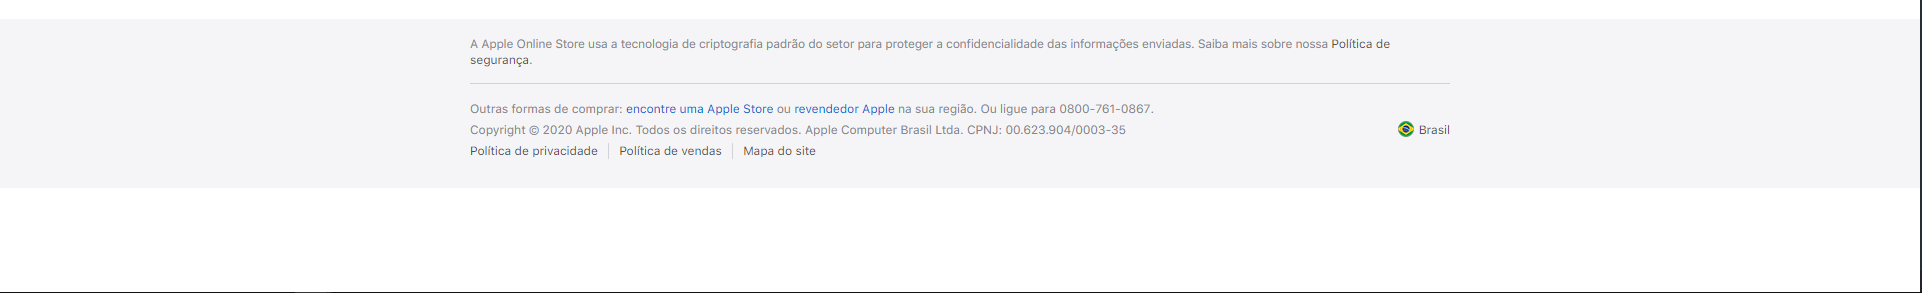 A Apple Online Store usa a tecnologia de criptografia padrão do setor para proteger a confidencialidade das informações enviadas. Saiba mais sobre nossa Política de
segurança.
Outras formas de comprar: encontre uma Apple Store ou revendedor Apple na sua região. Ou ligue para 0800-761-0867.
Copyright © 2020 Apple Inc. Todos os direitos reservados. Apple Computer Brasil Ltda. CPNJ: 00.623.904/0003-35
Brasil
Política de privacidade | Política de vendas | Mapa do site